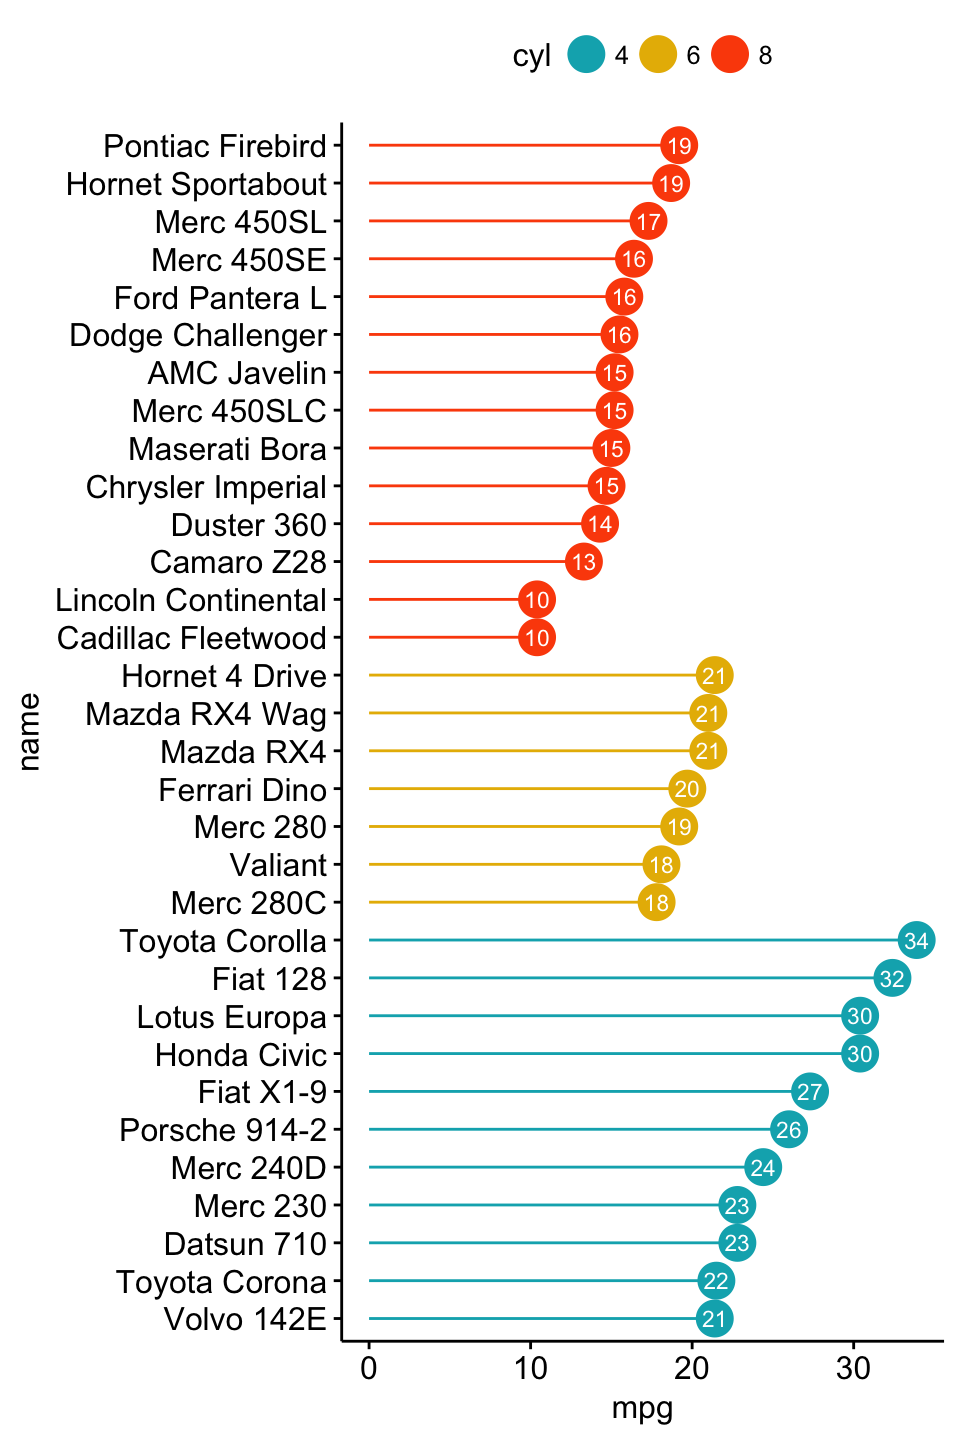 cyl 4 6 8
Pontiac Firebird 19
Hornet Sportabout 19
Merc 450SL 17
Merc 450SE 16
Ford Pantera L 16
Dodge Challenger 16
AMC Javelin 15
Merc 450SLC 15
Maserati Bora 15
Chrysler Imperial 15
Duster 360 14
Camaro Z28 13
Lincoln Continental 10
Cadillac Fleetwood 10
Hornet 4 Drive 21
Mazda RX4 Wag 21
Mazda RX4 21
Ferrari Dino 20
Merc 280 19
Valiant 18
Merc 280C 18
Toyota Corolla 34
Fiat 128 32
Lotus Europa 30
Honda Civic 30
Fiat X1-9 27
Porsche 914-2 26
Merc 240D 24
Merc 230 23
Datsun 710 23
Toyota Corona 22
Volvo 142E 21
name
0 10 20 30
mpg